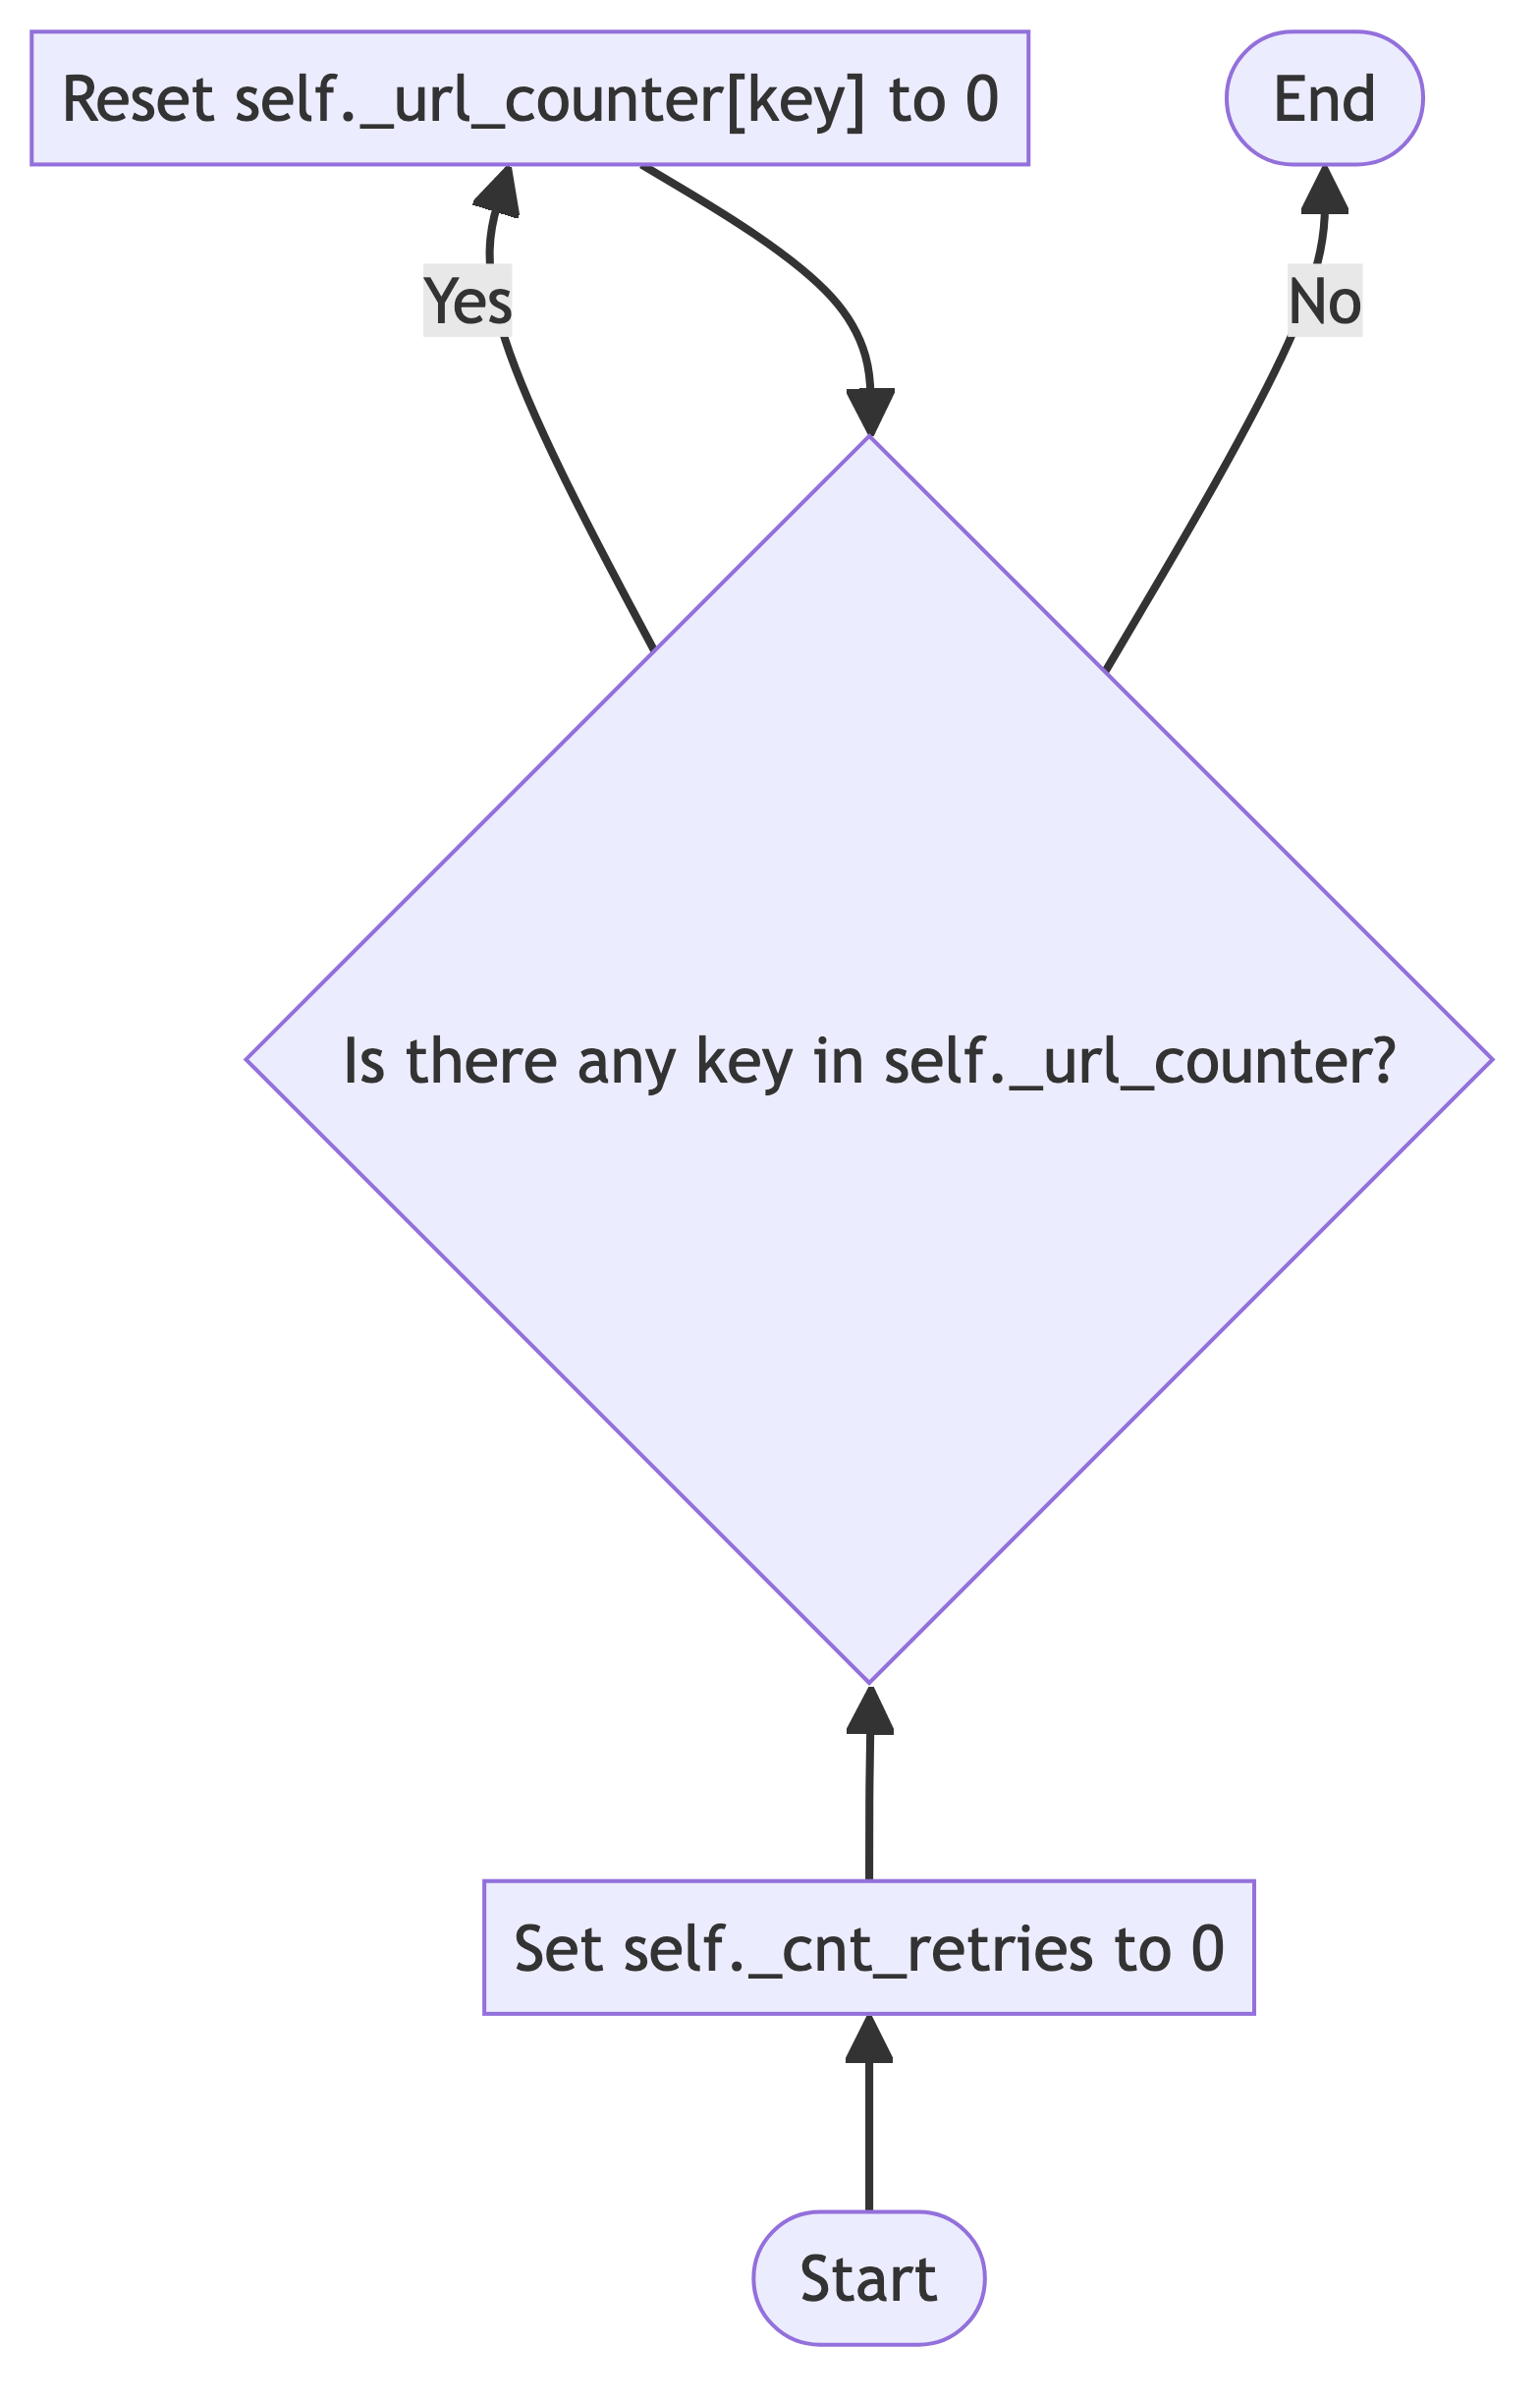 Reset self._url_counter[key] to 0
End
Yes
No
Is there any key in self._url_counter?
Set self._cnt_retries to 0
Start